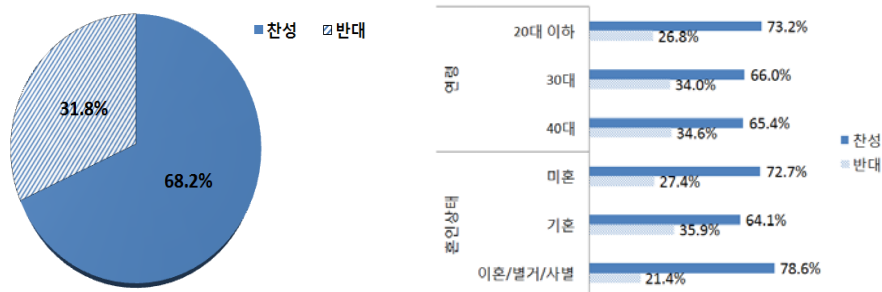 찬성 반대
31.8%
68.2%
연령
20대 이하 73.2%
26.8%
30대 66.0%
34.0%
40대 65.4%
34.6%
찬성
반대
혼인상태
미혼 72.7%
27.4%
기혼 64.1%
35.9%
이혼/별거/사별 78.6%
21.4%